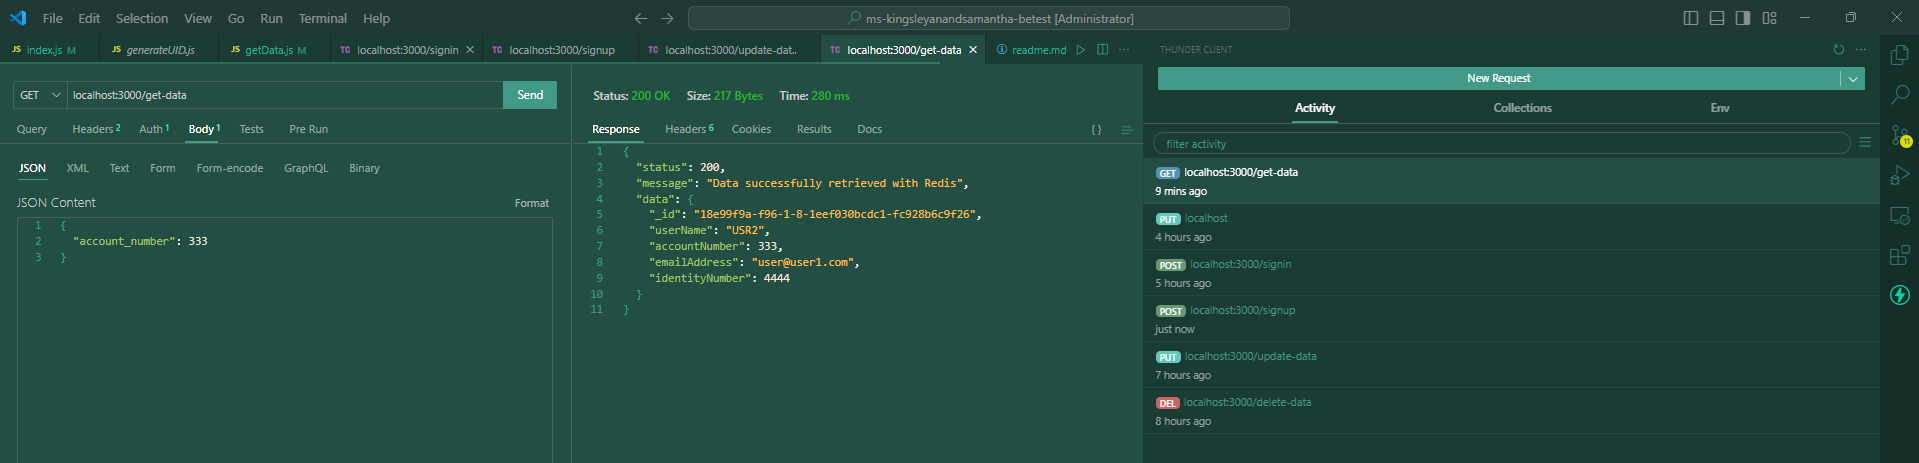 File Edit Selection View Go Run Terminal Help
ms-kingsleyanandsamantha-betest [Administrator]
JS index.js M
JS generateUID.js
JS getData.js M
TC localhost:3000/signin
TC localhost:3000/signup
TC localhost:3000/update-dat..
TC localhost:3000/get-data
readme.md
GET localhost:3000/get-data Send
Query Headers 2 Auth 1 Body 1 Tests Pre Run
JSON XML Text Form Form-encode GraphQL Binary
JSON Content Format
1 {
2 "account_number": 333
3 }
Status: 200 OK Size: 217 Bytes Time: 280 ms
Response Headers 6 Cookies Results Docs { }
1 {
2 "status": 200,
3 "message": "Data successfully retrieved with Redis",
4 "data": {
5 "_id": "18e99f9a-f96-1-8-1eef030bcdc1-fc928b6c9f26",
6 "userName": "USR2",
7 "accountNumber": 333,
8 "emailAddress": "user@user1.com",
9 "identityNumber": 4444
10 }
11 }
THUNDER CLIENT
New Request
Activity Collections Env
filter activity
GET localhost:3000/get-data
9 mins ago
PUT localhost
4 hours ago
POST localhost:3000/signin
5 hours ago
POST localhost:3000/signup
just now
PUT localhost:3000/update-data
7 hours ago
DEL localhost:3000/delete-data
8 hours ago
11